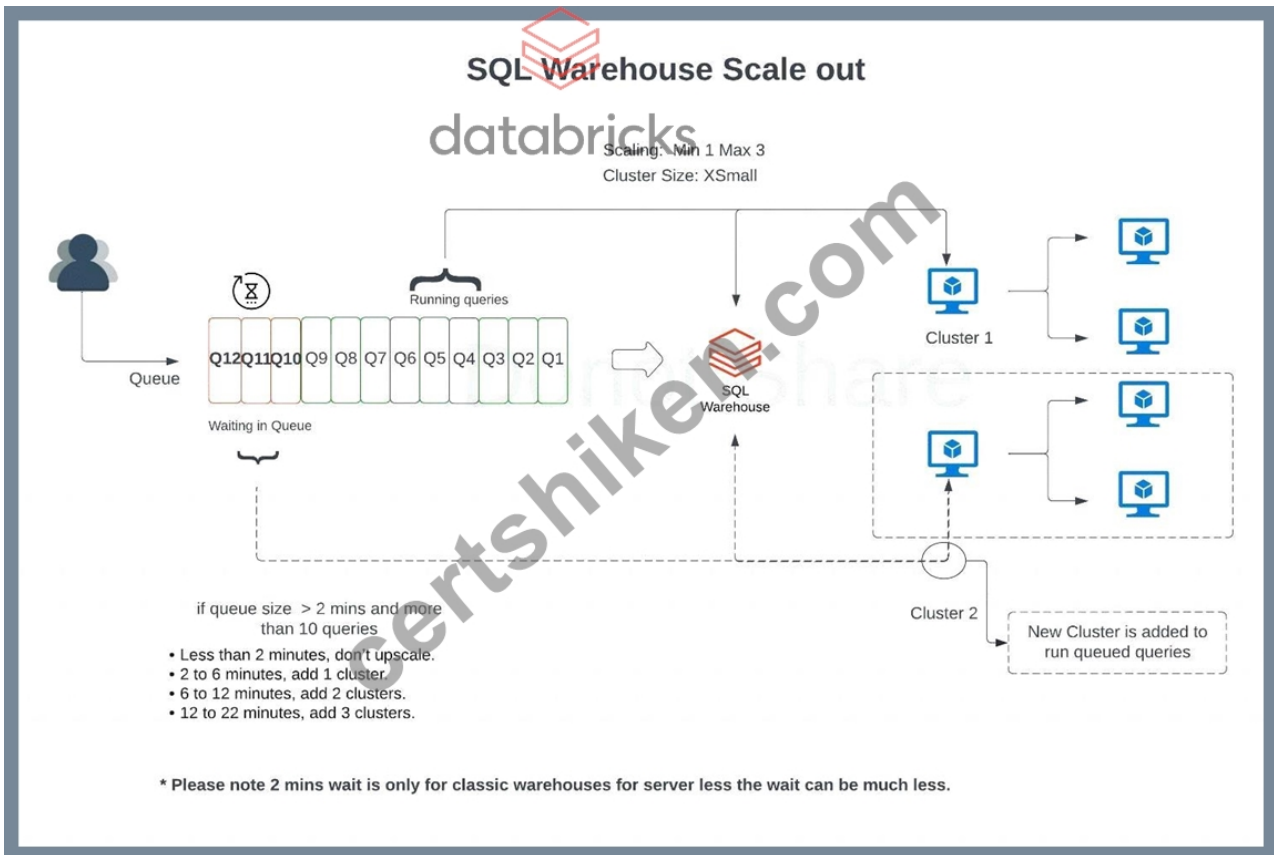 SQL Warehouse Scale out
databricks
Scaling: Min 1 Max 3
Cluster Size: XSmall
Running queries
Q12 Q11 Q10 Q9 Q8 Q7 Q6 Q5 Q4 Q3 Q2 Q1
Queue
Waiting in Queue
SQL
Warehouse
Cluster 1
Cluster 2
New Cluster is added to
run queued queries
if queue size > 2 mins and more
than 10 queries
• Less than 2 minutes, don't upscale.
• 2 to 6 minutes, add 1 cluster.
• 6 to 12 minutes, add 2 clusters.
• 12 to 22 minutes, add 3 clusters.
* Please note 2 mins wait is only for classic warehouses for server less the wait can be much less.
certshiken.com